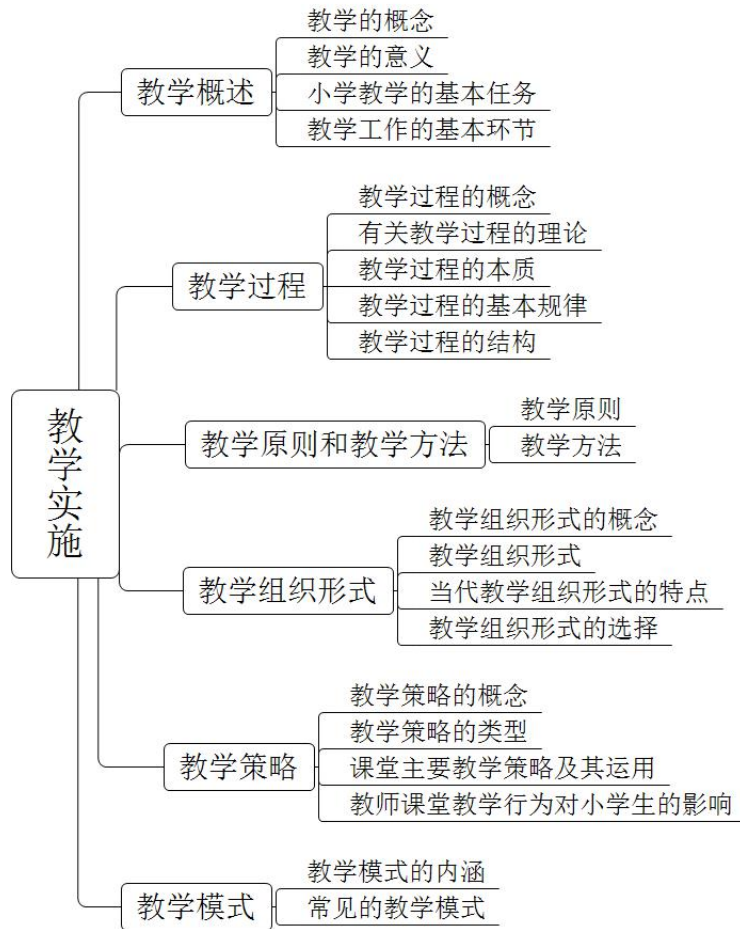 教学实施
教学概述
教学的概念
教学的意义
小学教学的基本任务
教学工作的基本环节
教学过程
教学过程的概念
有关教学过程的理论
教学过程的本质
教学过程的基本规律
教学过程的结构
教学原则和教学方法
教学原则
教学方法
教学组织形式
教学组织形式的概念
教学组织形式
当代教学组织形式的特点
教学组织形式的选择
教学策略
教学策略的概念
教学策略的类型
课堂主要教学策略及其运用
教师课堂教学行为对小学生的影响
教学模式
教学模式的内涵
常见的教学模式